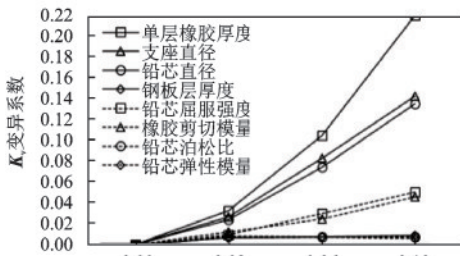 0.22
0.20
0.18
0.16
0.14
0.12
0.10
0.08
0.06
0.04
0.02
0.00
Kv变异系数
单层橡胶厚度
支座直径
铅芯直径
钢板层厚度
铅芯屈服强度
橡胶剪切模量
铅芯泊松比
铅芯弹性模量